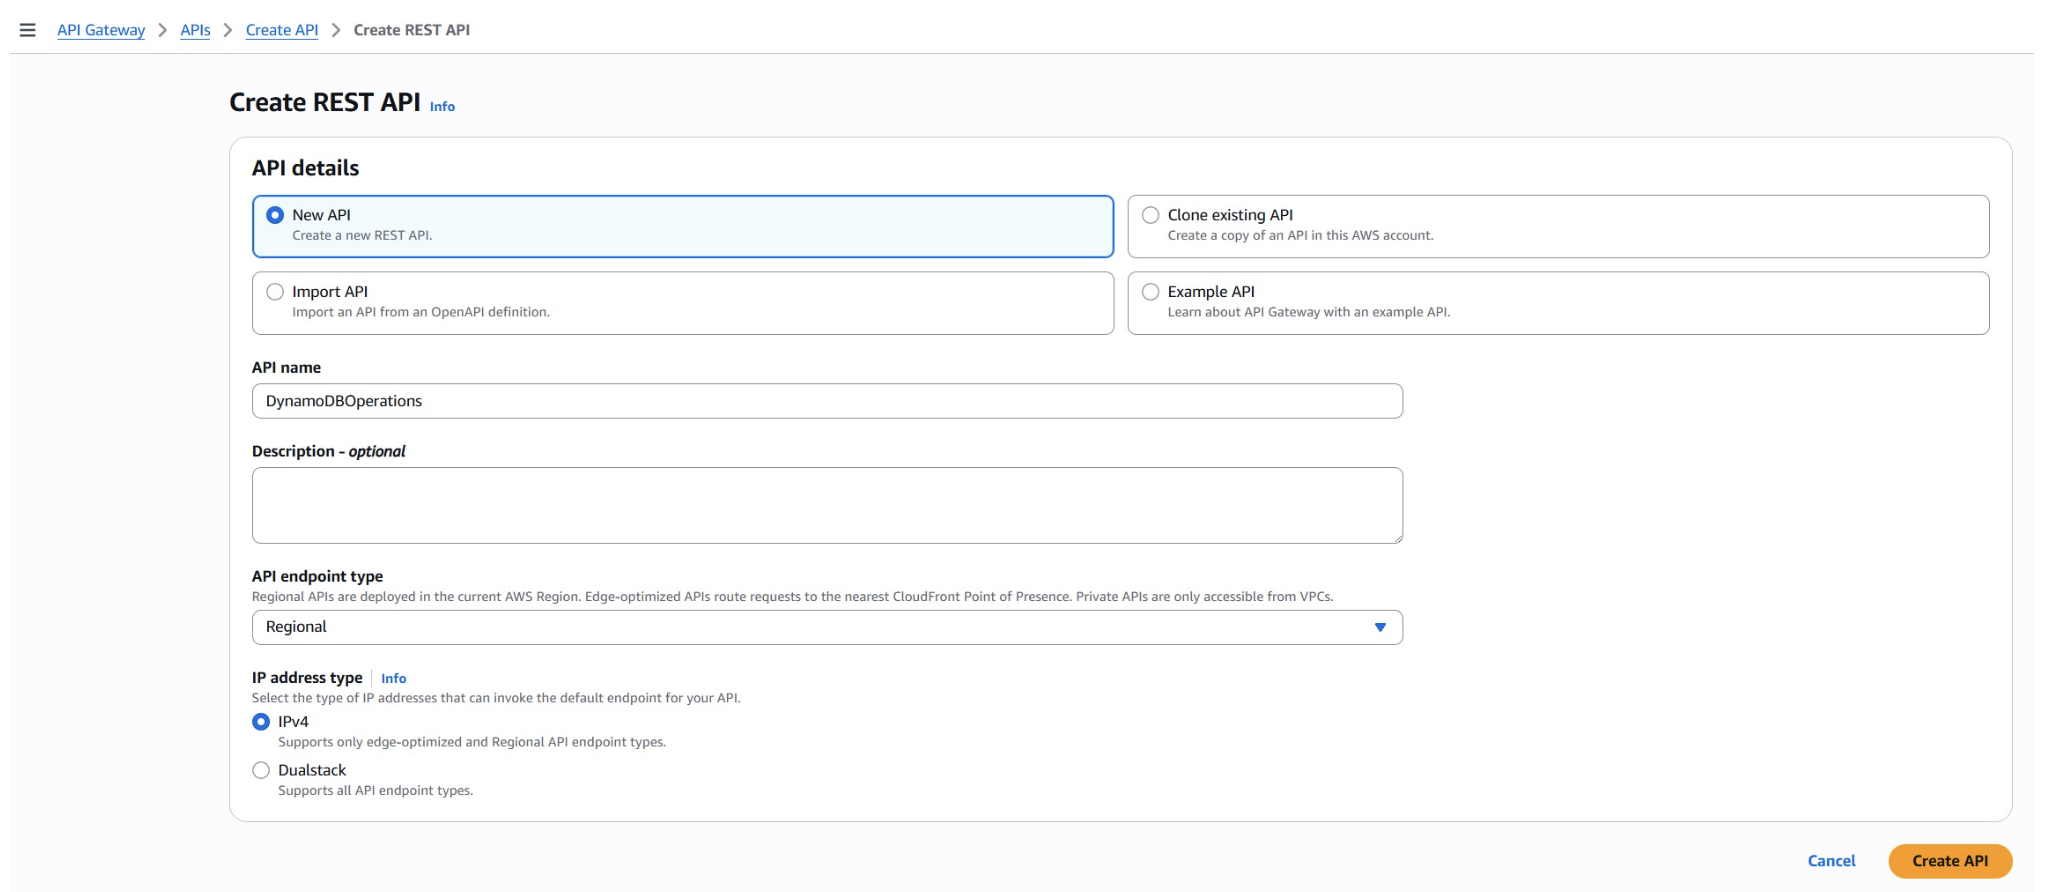 API Gateway > APIs > Create API > Create REST API
Create REST API Info
API details
New API
Create a new REST API.
Clone existing API
Create a copy of an API in this AWS account.
Import API
Import an API from an OpenAPI definition.
Example API
Learn about API Gateway with an example API.
API name
DynamoDBOperations
Description - optional
API endpoint type
Regional APIs are deployed in the current AWS Region. Edge-optimized APIs route requests to the nearest CloudFront Point of Presence. Private APIs are only accessible from VPCs.
Regional
IP address type Info
Select the type of IP addresses that can invoke the default endpoint for your API.
IPv4
Supports only edge-optimized and Regional API endpoint types.
Dualstack
Supports all API endpoint types.
Cancel Create API